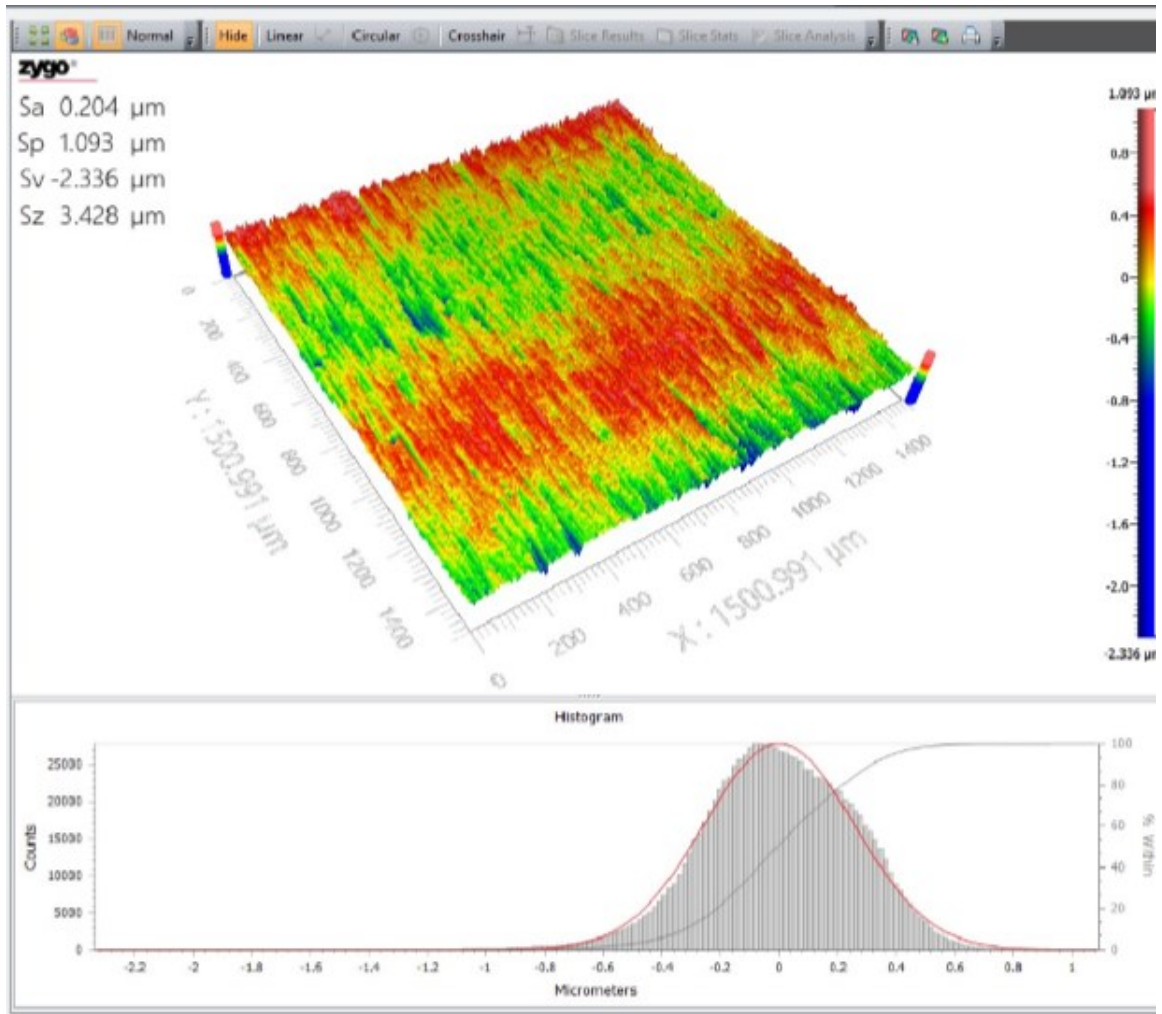 Normal Hide Linear Circular Crosshair Slice Results Slice Stats Slice Analysis
zygo
Sa 0.204 µm
Sp 1.093 µm
Sv -2.336 µm
Sz 3.428 µm
1.093 µm
0.8
0.4
0
-0.4
-0.8
-1.2
-1.6
-2.0
-2.336 µm
0 200 400 600 800 1000 1200 1400
Y: 1500.991 µm
0 200 400 600 800 1000 1200 1400
X: 1500.991 µm
Histogram
25000
20000
15000
10000
5000
0
Counts
100
80
60
40
20
0
% Within
-2.2 -2 -1.8 -1.6 -1.4 -1.2 -1 -0.8 -0.6 -0.4 -0.2 0 0.2 0.4 0.6 0.8 1
Micrometers